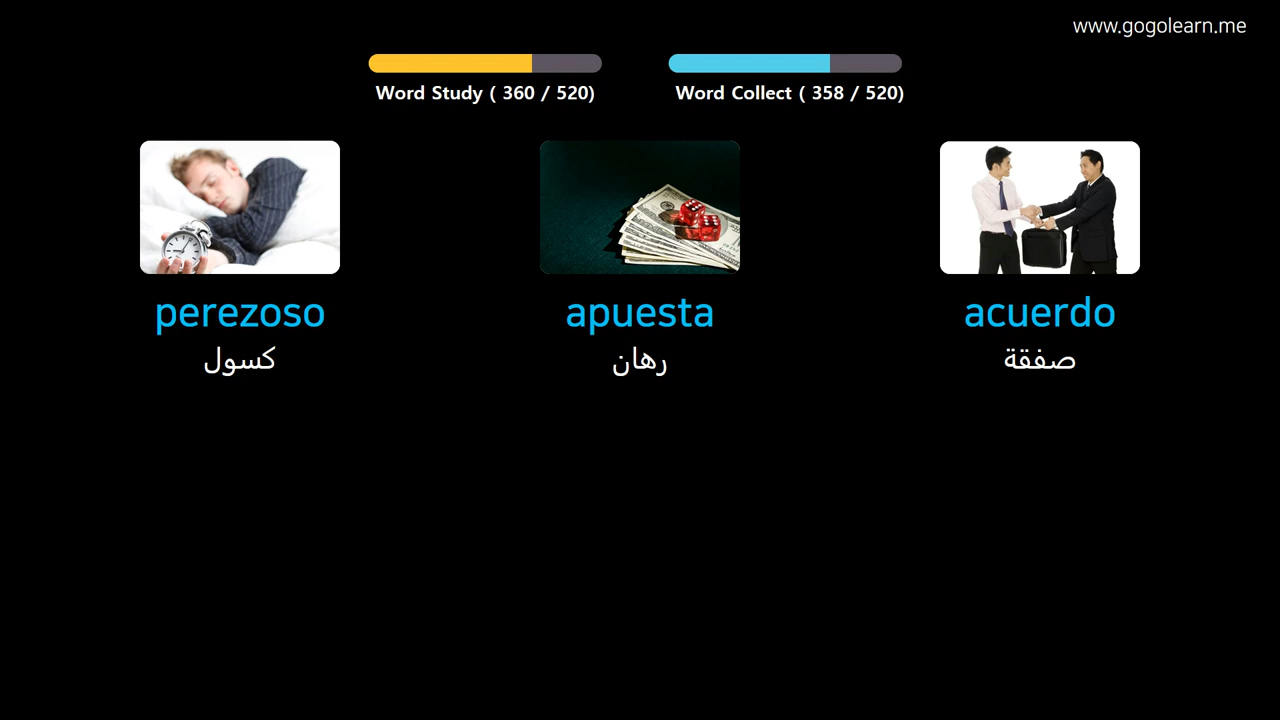 www.gogolearn.me
Word Study ( 360 / 520)
Word Collect ( 358 / 520)
perezoso
apuesta
acuerdo
كسول
رهان
صفقة